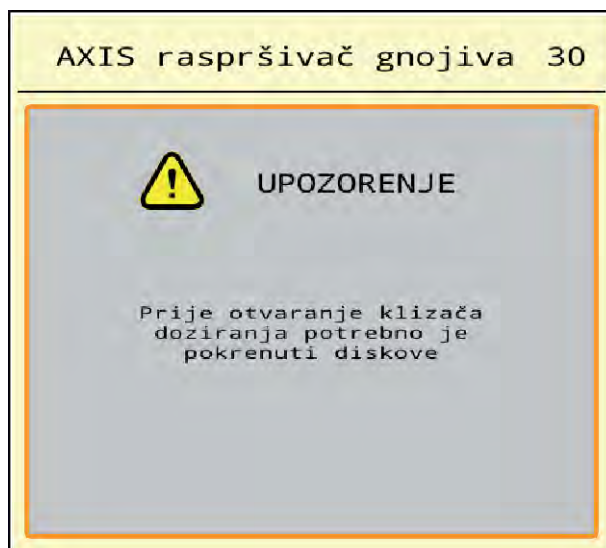 AXIS raspršivač gnojiva 30
UPOZORENJE
Prije otvaranje klizača
doziranja potrebno je
pokrenuti diskove